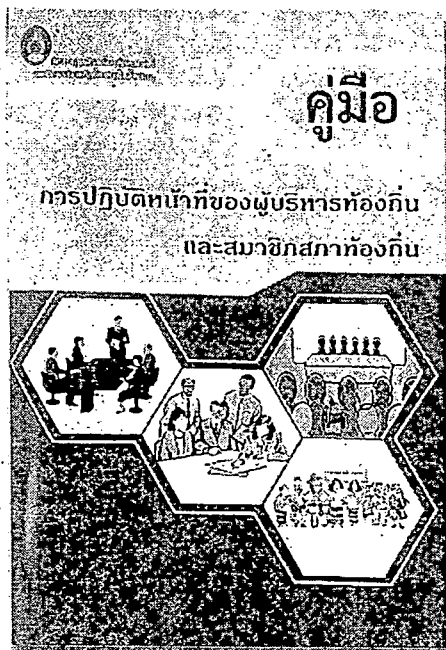 คู่มือ
การปฏิบัติหน้าที่ของผู้บริหารท้องถิ่น
และสมาชิกสภาท้องถิ่น